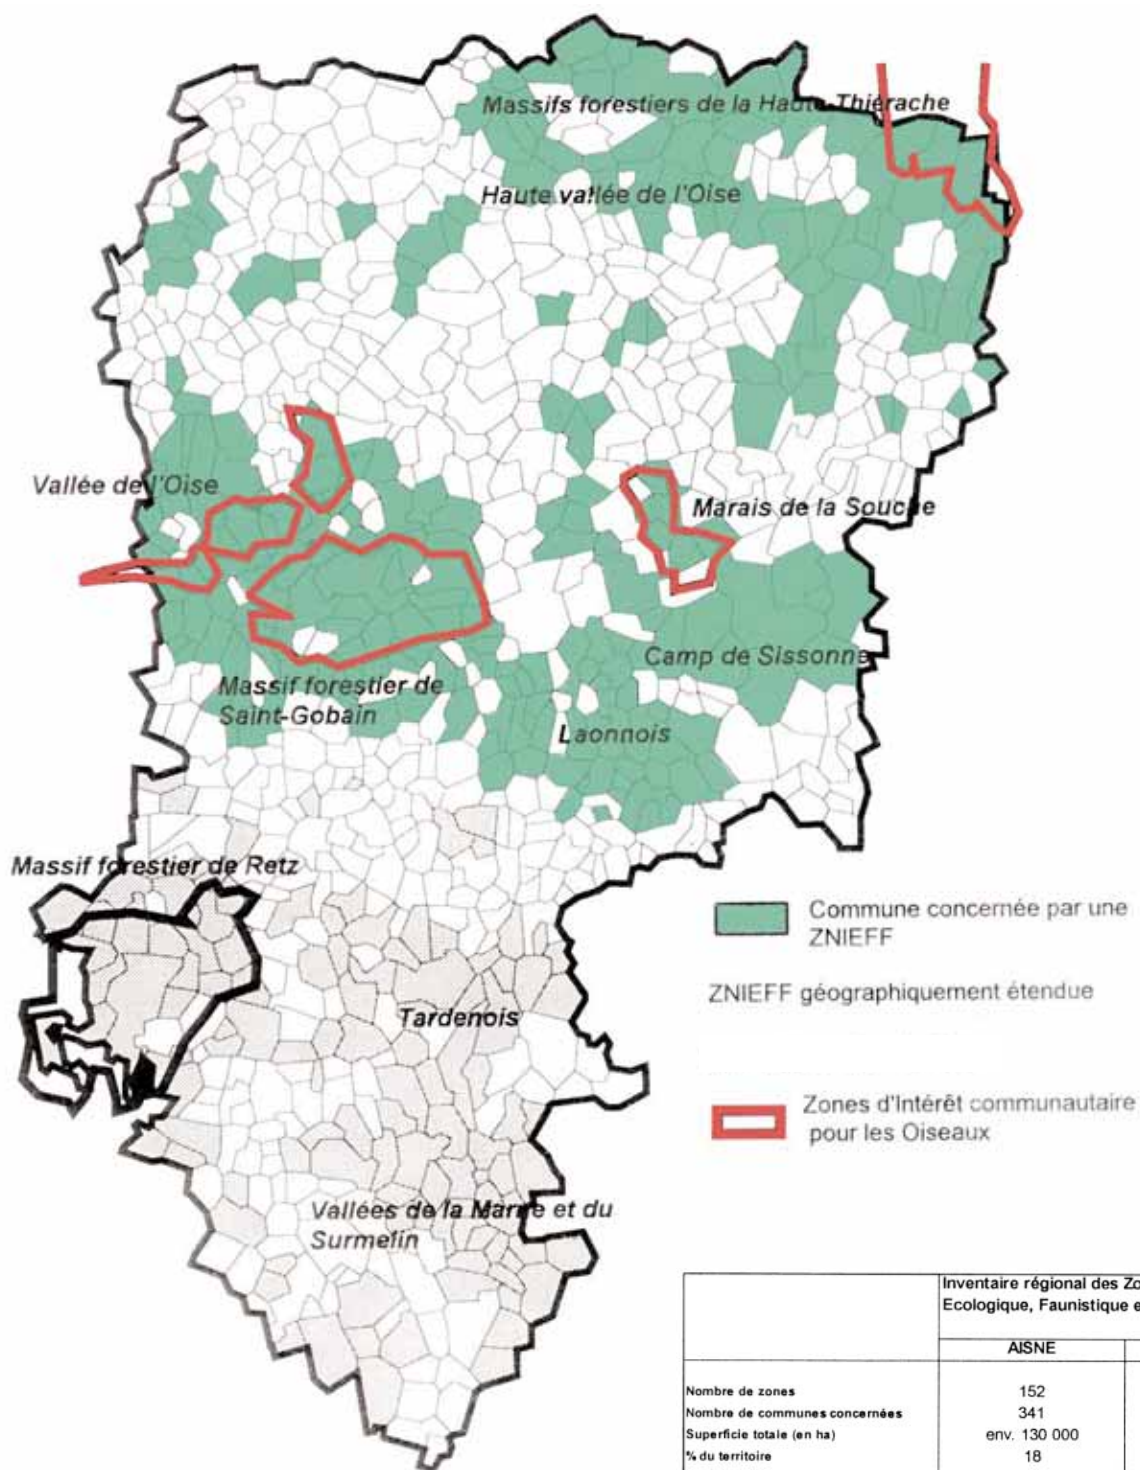 Massifs forestiers de la Haute-Thiérache
Haute vallée de l'Oise
Vallée de l'Oise
Marais de la Souche
Camp de Sissonne
Massif forestier de
Saint-Gobain
Laonnois
Massif forestier de Retz
Commune concernée par une
ZNIEFF
ZNIEFF géographiquement étendue
Tardenois
Zones d'Intérêt communautaire
pour les Oiseaux
Vallées de la Marne et du
Surmelin
Inventaire régional des Zo
Ecologique, Faunistique e
AISNE
Nombre de zones 152
Nombre de communes concernées 341
Superficie totale (en ha) env. 130 000
% du territoire 18